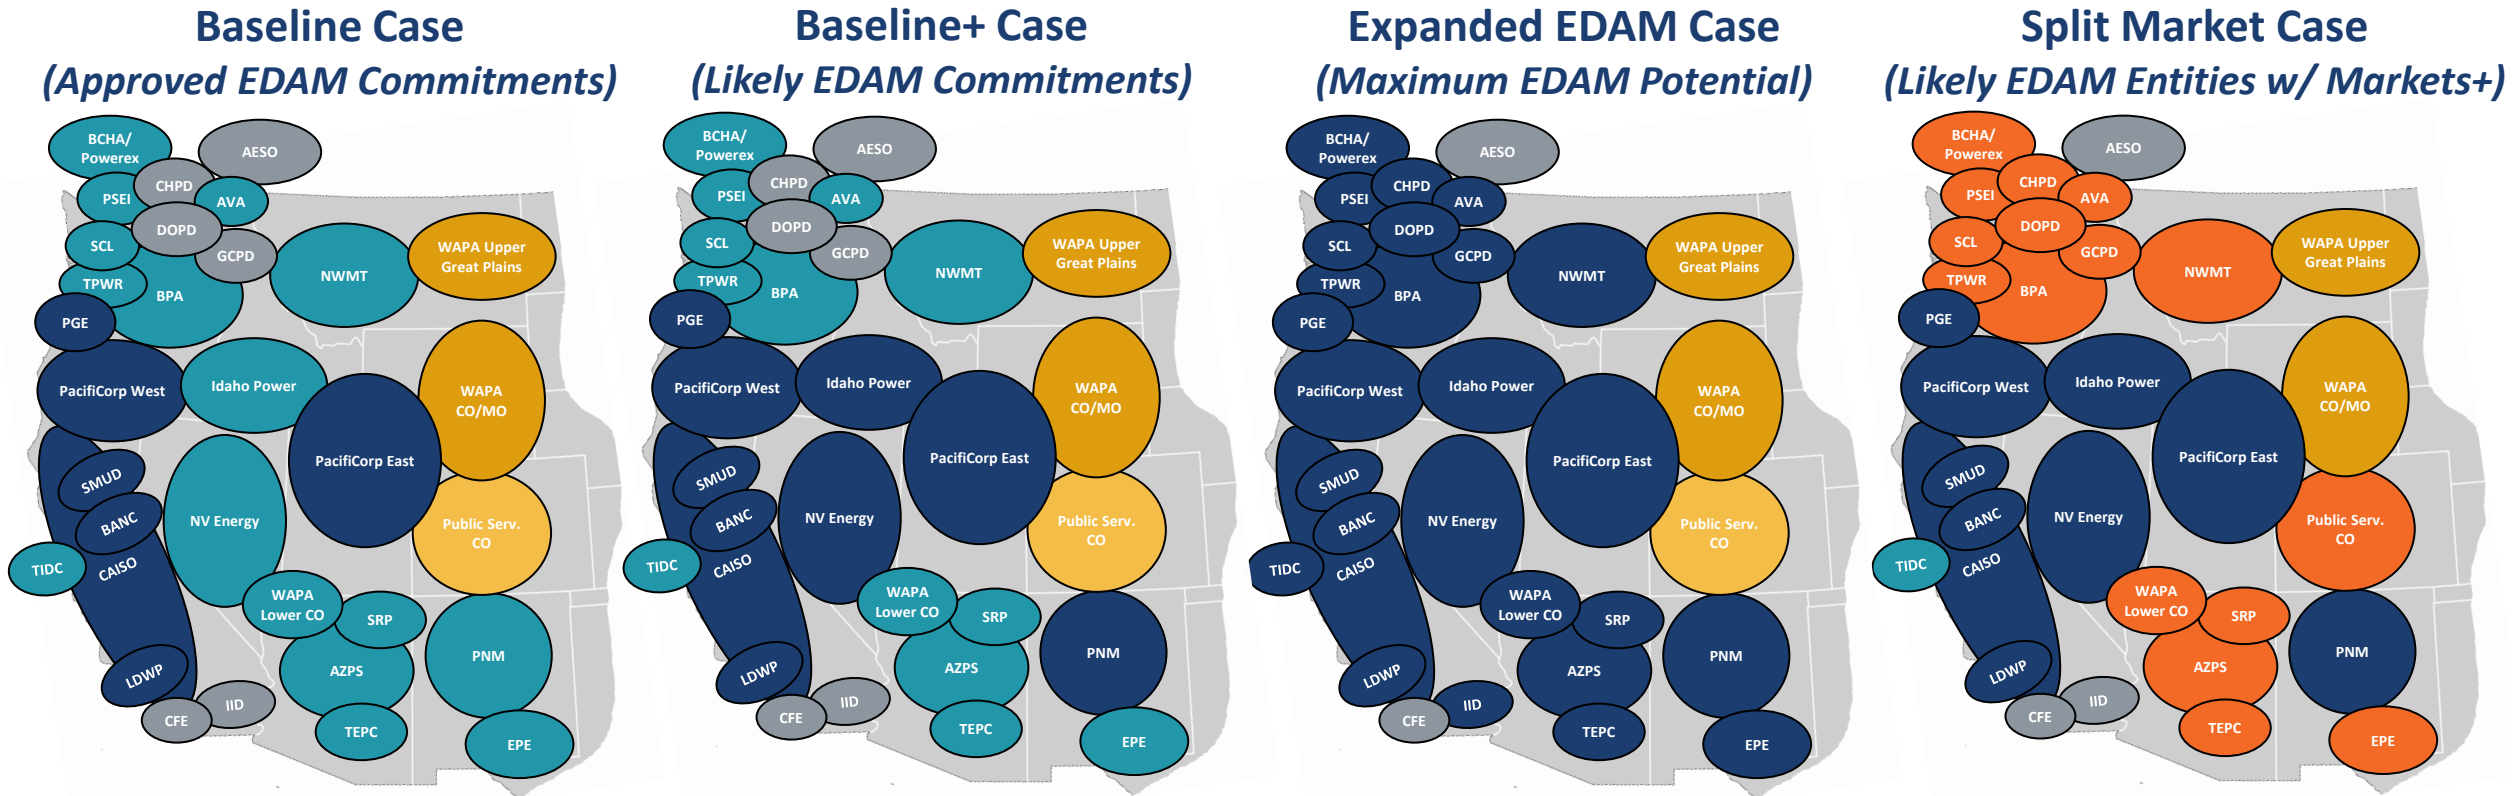 Baseline Case
(Approved EDAM Commitments)
BCHA/
Powerex
AESO
CHPD
PSEI
AVA
DOPD
SCL
GCPD
WAPA Upper
Great Plains
NWMT
TPWR
BPA
PGE
PacifiCorp West
Idaho Power
WAPA
CO/MO
PacifiCorp East
SMUD
BANC
NV Energy
Public Serv.
CO
TIDC
CAISO
WAPA
Lower CO
SRP
AZPS
PNM
LDWP
IID
CFE
TEPC
EPE
Baseline+ Case
(Likely EDAM Commitments)
BCHA/
Powerex
AESO
CHPD
PSEI
AVA
DOPD
SCL
GCPD
WAPA Upper
Great Plains
NWMT
TPWR
BPA
PGE
PacifiCorp West
Idaho Power
WAPA
CO/MO
PacifiCorp East
SMUD
BANC
NV Energy
Public Serv.
CO
TIDC
CAISO
WAPA
Lower CO
SRP
AZPS
PNM
LDWP
IID
CFE
TEPC
EPE
Expanded EDAM Case
(Maximum EDAM Potential)
BCHA/
Powerex
AESO
CHPD
PSEI
AVA
DOPD
SCL
GCPD
WAPA Upper
Great Plains
NWMT
TPWR
BPA
PGE
PacifiCorp West
Idaho Power
WAPA
CO/MO
PacifiCorp East
SMUD
BANC
NV Energy
Public Serv.
CO
TIDC
CAISO
WAPA
Lower CO
SRP
AZPS
PNM
LDWP
IID
CFE
TEPC
EPE
Split Market Case
(Likely EDAM Entities w/ Markets+)
BCHA/
Powerex
AESO
CHPD
PSEI
AVA
DOPD
SCL
GCPD
WAPA Upper
Great Plains
NWMT
TPWR
BPA
PGE
PacifiCorp West
Idaho Power
WAPA
CO/MO
PacifiCorp East
SMUD
BANC
NV Energy
Public Serv.
CO
TIDC
CAISO
WAPA
Lower CO
SRP
AZPS
PNM
LDWP
IID
CFE
TEPC
EPE